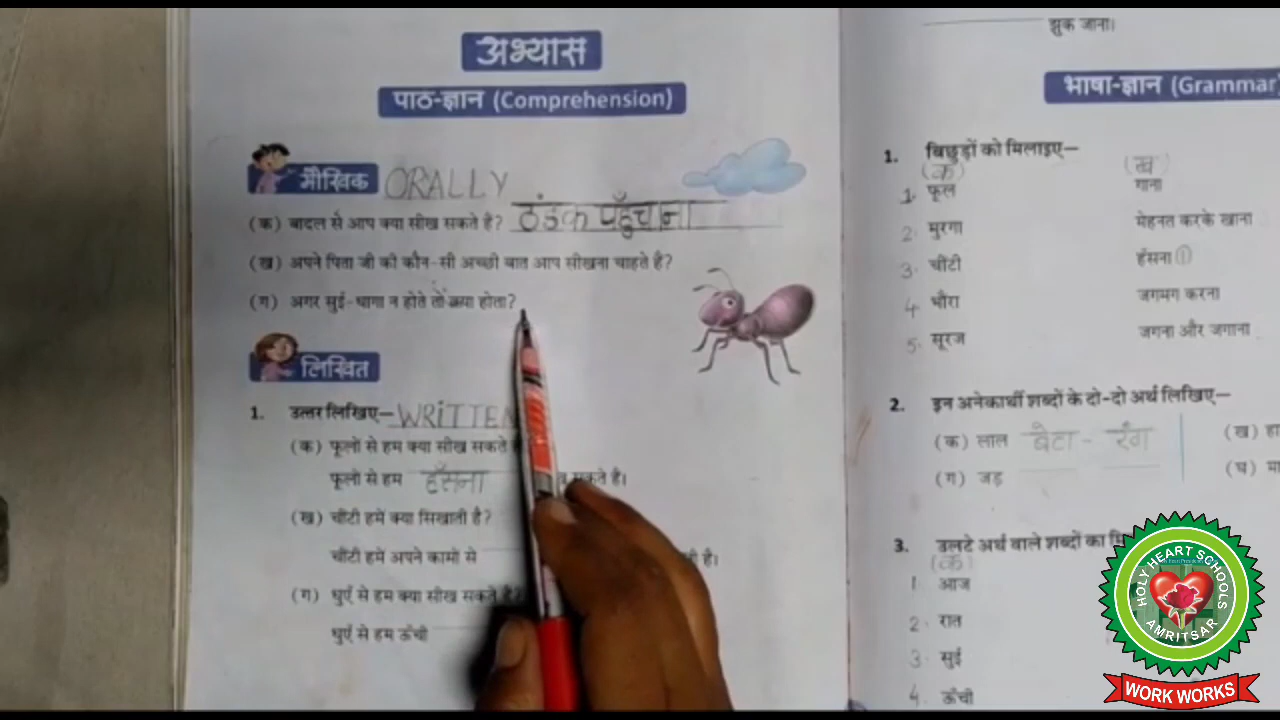 अभ्यास
पाठ-ज्ञान (Comprehension)
मौखिक ORALLY
(क) बादल से आप क्या सीख सकते है? ठंडक पहुँचाना
(ख) अपने पिता जी की कौन-सी अच्छी बात आप सीखना चाहते है?
(ग) अगर सुई-धागा न होते तो क्या होता?
लिखित
1. उत्तर लिखिए– WRiTTEN
(क) फूलों से हम क्या सीख सकते
फूलों से हम हँसना सकते है।
(ख) चींटी हमें क्या सिखाती है?
चींटी हमें अपने कामों से है।
(ग) धुएँ से हम क्या सीख सकते है
धुएँ से हम ऊँची
झुक जाना।
भाषा-ज्ञान (Grammar)
1. बिछुड़ों को मिलाइए–
(क) (ख)
1. फूल गाना
2. मुरगा मेहनत करके खाना
3. चींटी हँसना ①
4. भौंरा जगमग करना
5. सूरज जगना और जगाना
2. इन अनेकार्थी शब्दों के दो-दो अर्थ लिखिए–
(क) लाल बेटा - रँग (ख)
(ग) जड़ (घ)
3. उलटे अर्थ वाले शब्दों का
(क)
1 आज
2. रात
3. सुई
4. ऊँची
HOLY HEART SCHOOLS
AMRITSAR
WORK WORKS